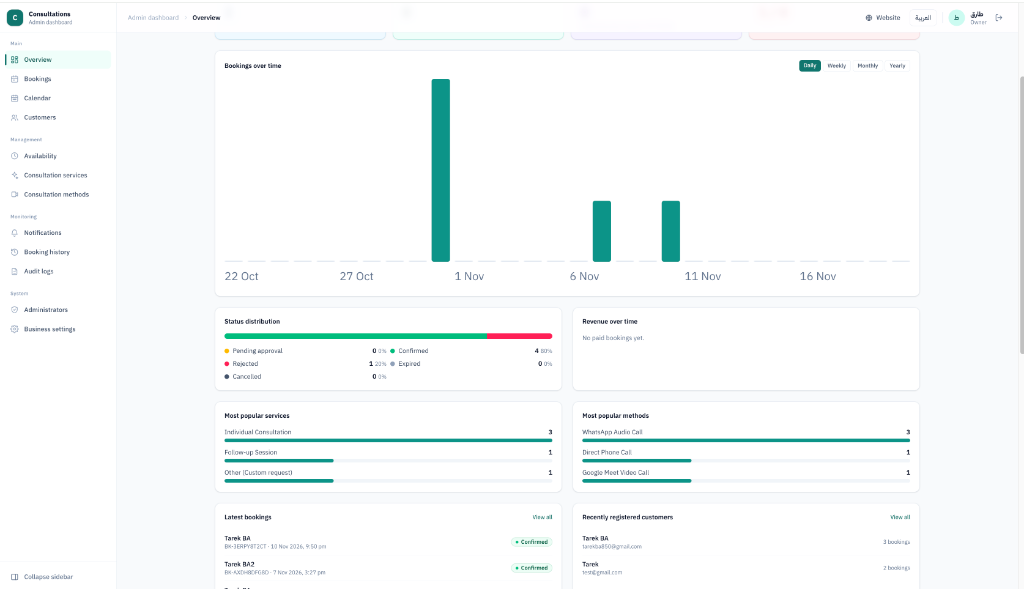 Consultations
Admin dashboard
Admin dashboard Overview
Website
العربية
ط
طارق
Owner
C
Main
Overview
Bookings
Calendar
Customers
Management
Availability
Consultation services
Consultation methods
Monitoring
Notifications
Booking history
Audit logs
System
Administrators
Business settings
Collapse sidebar
Bookings over time
Daily Weekly Monthly Yearly
22 Oct 27 Oct 1 Nov 6 Nov 11 Nov 16 Nov
Status distribution
Pending approval 0 0% Confirmed 4 80%
Rejected 1 20% Expired 0 0%
Cancelled 0 0%
Revenue over time
No paid bookings yet.
Most popular services
Individual Consultation 3
Follow-up Session 1
Other (Custom request) 1
Most popular methods
WhatsApp Audio Call 3
Direct Phone Call 1
Google Meet Video Call 1
Latest bookings View all
Tarek BA
10 Nov 2026, 9:50 pm
Confirmed
Tarek BA2
7 Nov 2026, 3:27 pm
Confirmed
Recently registered customers View all
Tarek BA
tarekba850@gmail.com
3 bookings
Tarek
test@gmail.com
2 bookings